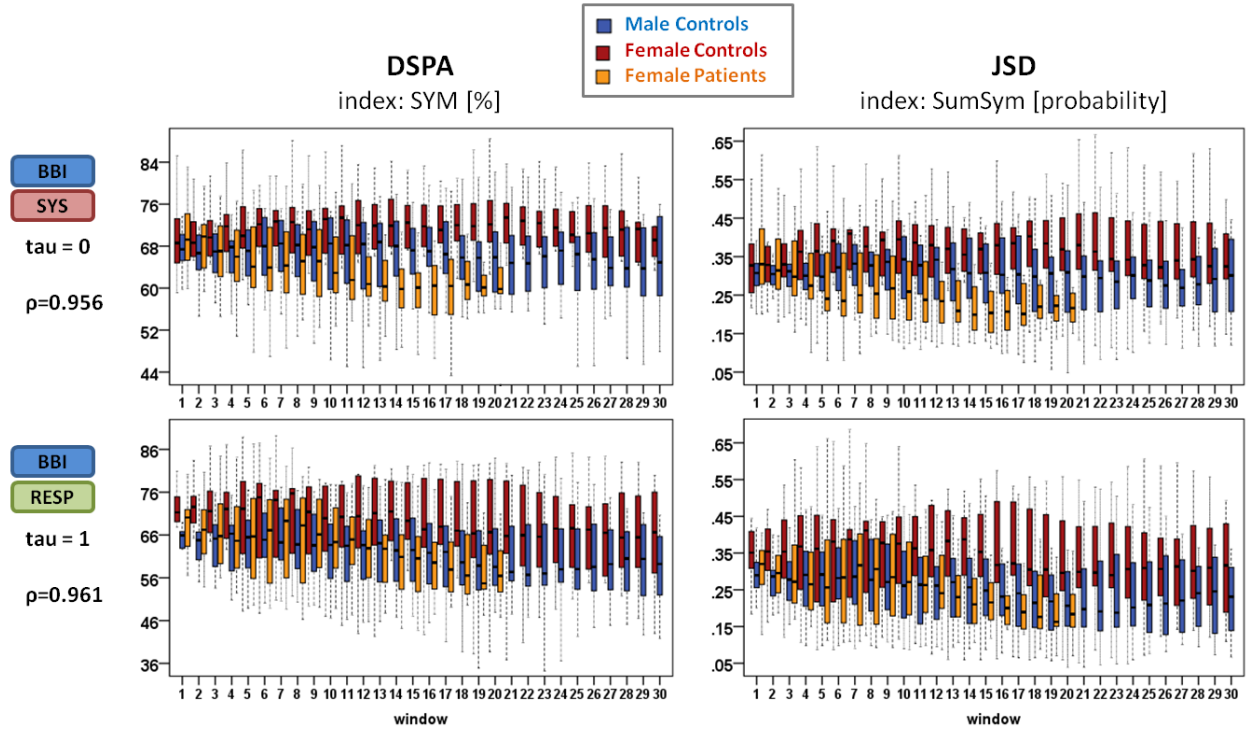 Male Controls
Female Controls
Female Patients
DSPA
index: SYM [%]
JSD
index: SumSym [probability]
BBI
SYS
tau = 0
ρ=0.956
84
76
68
60
52
44
1 2 3 4 5 6 7 8 9 10 11 12 13 14 15 16 17 18 19 20 21 22 23 24 25 26 27 28 29 30
.65
.55
.45
.35
.25
.15
.05
1 2 3 4 5 6 7 8 9 10 11 12 13 14 15 16 17 18 19 20 21 22 23 24 25 26 27 28 29 30
BBI
RESP
tau = 1
ρ=0.961
86
76
66
56
46
36
1 2 3 4 5 6 7 8 9 10 11 12 13 14 15 16 17 18 19 20 21 22 23 24 25 26 27 28 29 30
window
.65
.55
.45
.35
.25
.15
.05
1 2 3 4 5 6 7 8 9 10 11 12 13 14 15 16 17 18 19 20 21 22 23 24 25 26 27 28 29 30
window